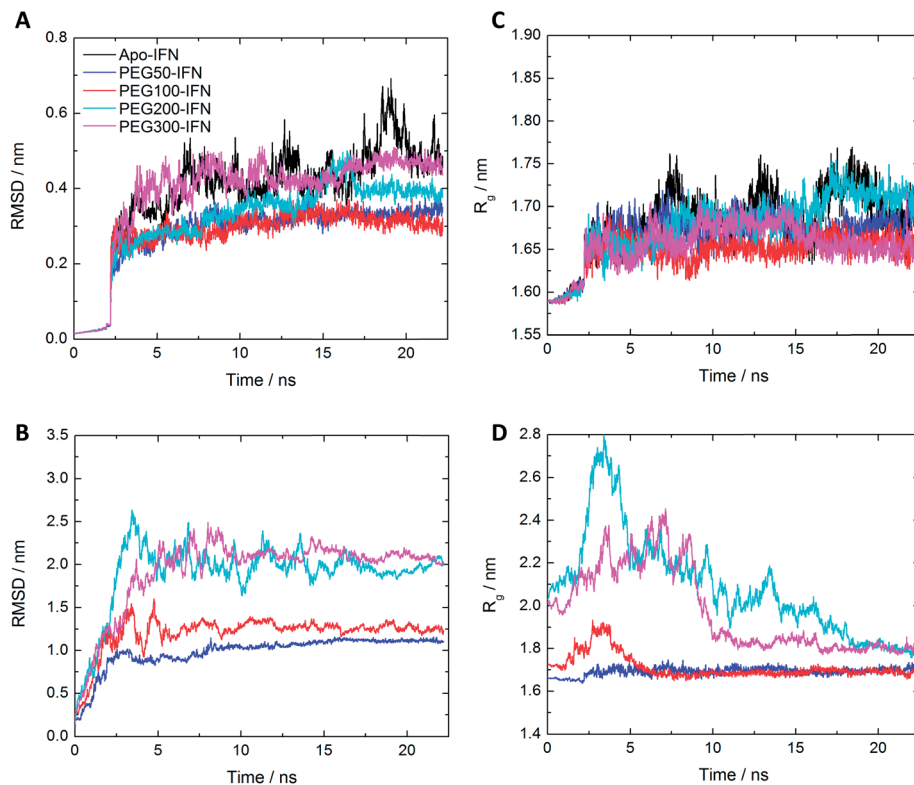 A
RMSD / nm
0.8
0.6
0.4
0.2
0.0
Apo-IFN
PEG50-IFN
PEG100-IFN
PEG200-IFN
PEG300-IFN
0 5 10 15 20
Time / ns
C
Rg / nm
1.90
1.85
1.80
1.75
1.70
1.65
1.60
1.55
0 5 10 15 20
Time / ns
B
RMSD / nm
3.5
3.0
2.5
2.0
1.5
1.0
0.5
0.0
0 5 10 15 20
Time / ns
D
Rg / nm
2.8
2.6
2.4
2.2
2.0
1.8
1.6
1.4
0 5 10 15 20
Time / ns